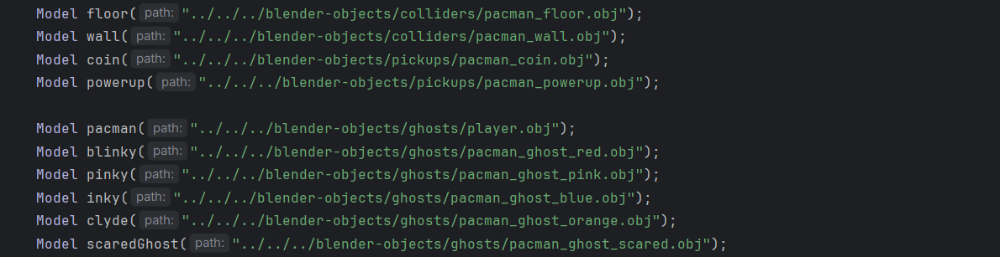 Model floor( path: "../../../blender-objects/colliders/pacman_floor.obj");
Model wall( path: "../../../blender-objects/colliders/pacman_wall.obj");
Model coin( path: "../../../blender-objects/pickups/pacman_coin.obj");
Model powerup( path: "../../../blender-objects/pickups/pacman_powerup.obj");
Model pacman( path: "../../../blender-objects/ghosts/player.obj");
Model blinky( path: "../../../blender-objects/ghosts/pacman_ghost_red.obj");
Model pinky( path: "../../../blender-objects/ghosts/pacman_ghost_pink.obj");
Model inky( path: "../../../blender-objects/ghosts/pacman_ghost_blue.obj");
Model clyde( path: "../../../blender-objects/ghosts/pacman_ghost_orange.obj");
Model scaredGhost( path: "../../../blender-objects/ghosts/pacman_ghost_scared.obj");